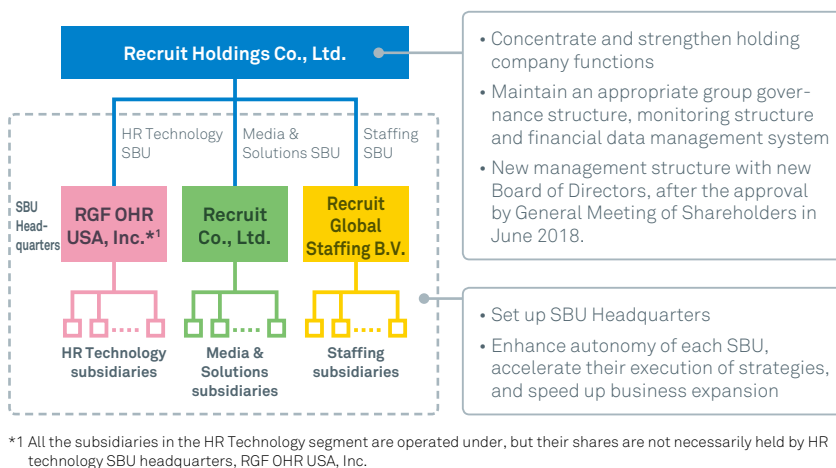 Recruit Holdings Co., Ltd.
• Concentrate and strengthen holding
company functions
• Maintain an appropriate group gover-
nance structure, monitoring structure
and financial data management system
• New management structure with new
Board of Directors, after the approval
by General Meeting of Shareholders in
June 2018.
HR Technology
SBU
Media &
Solutions SBU
Staffing
SBU
SBU
Head-
quarters
RGF OHR
USA, Inc.*1
Recruit
Co., Ltd.
Recruit
Global
Staffing B.V.
HR Technology
subsidiaries
Media &
Solutions
subsidiaries
Staffing
subsidiaries
• Set up SBU Headquarters
• Enhance autonomy of each SBU,
accelerate their execution of strategies,
and speed up business expansion
*1 All the subsidiaries in the HR Technology segment are operated under, but their shares are not necessarily held by HR
technology SBU headquarters, RGF OHR USA, Inc.